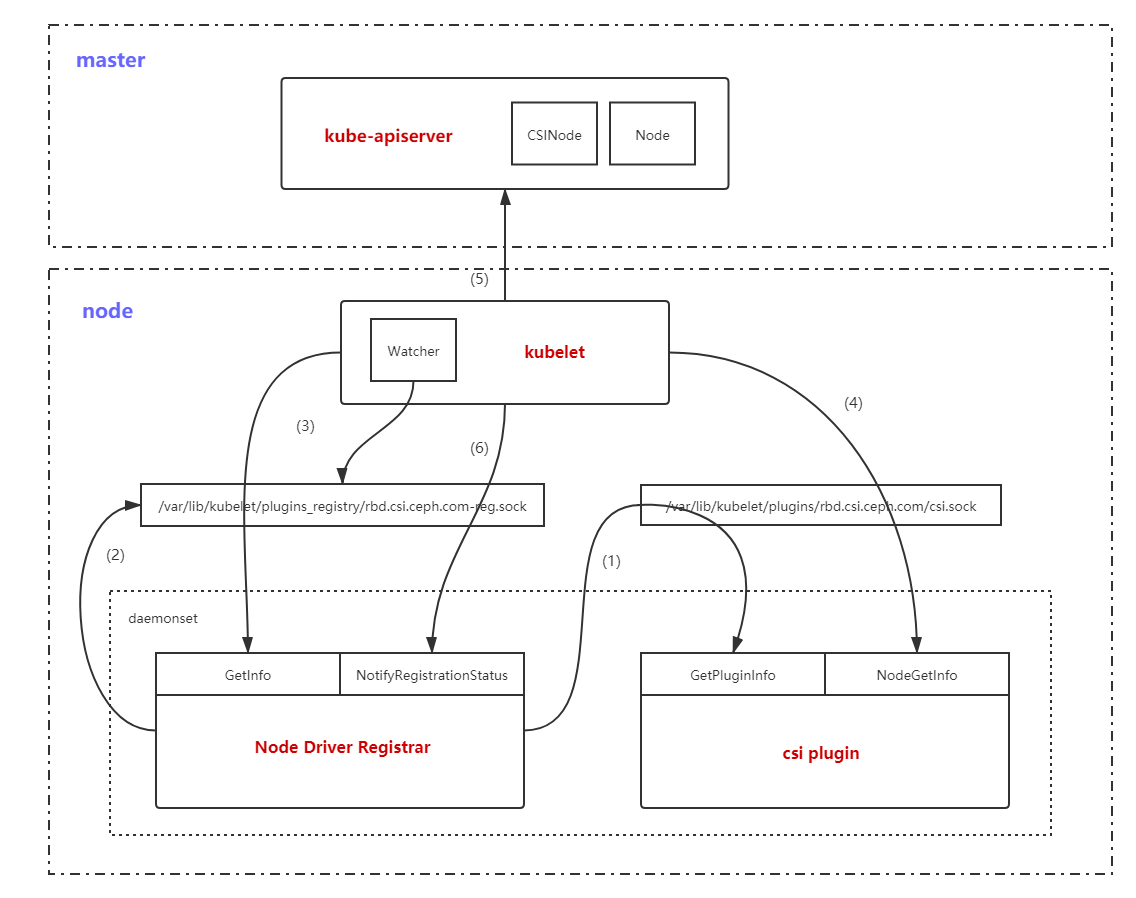 master
kube-apiserver
CSINode
Node
(5)
node
Watcher
kubelet
(4)
(3)
(6)
/var/lib/kubelet/plugins_registry/rbd.csi.ceph.com-reg.sock
/var/lib/kubelet/plugins/rbd.csi.ceph.com/csi.sock
(2)
(1)
daemonset
GetInfo
NotifyRegistrationStatus
GetPluginInfo
NodeGetInfo
Node Driver Registrar
csi plugin